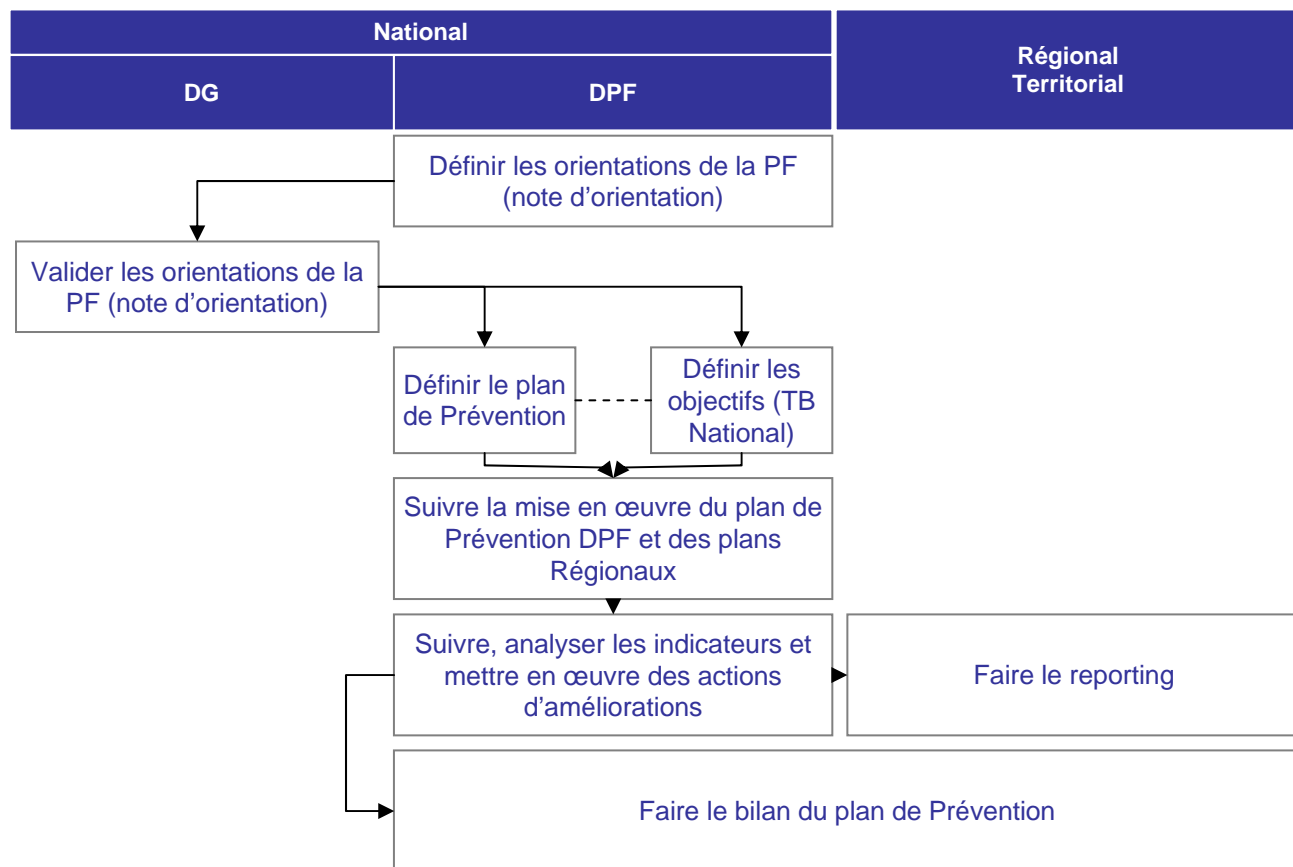 National
Régional
Territorial
DG
DPF
Définir les orientations de la PF
(note d'orientation)
Valider les orientations de la
PF (note d'orientation)
Définir le plan
de Prévention
Définir les
objectifs (TB
National)
Suivre la mise en œuvre du plan de
Prévention DPF et des plans
Régionaux
Suivre, analyser les indicateurs et
mettre en œuvre des actions
d'améliorations
Faire le reporting
Faire le bilan du plan de Prévention